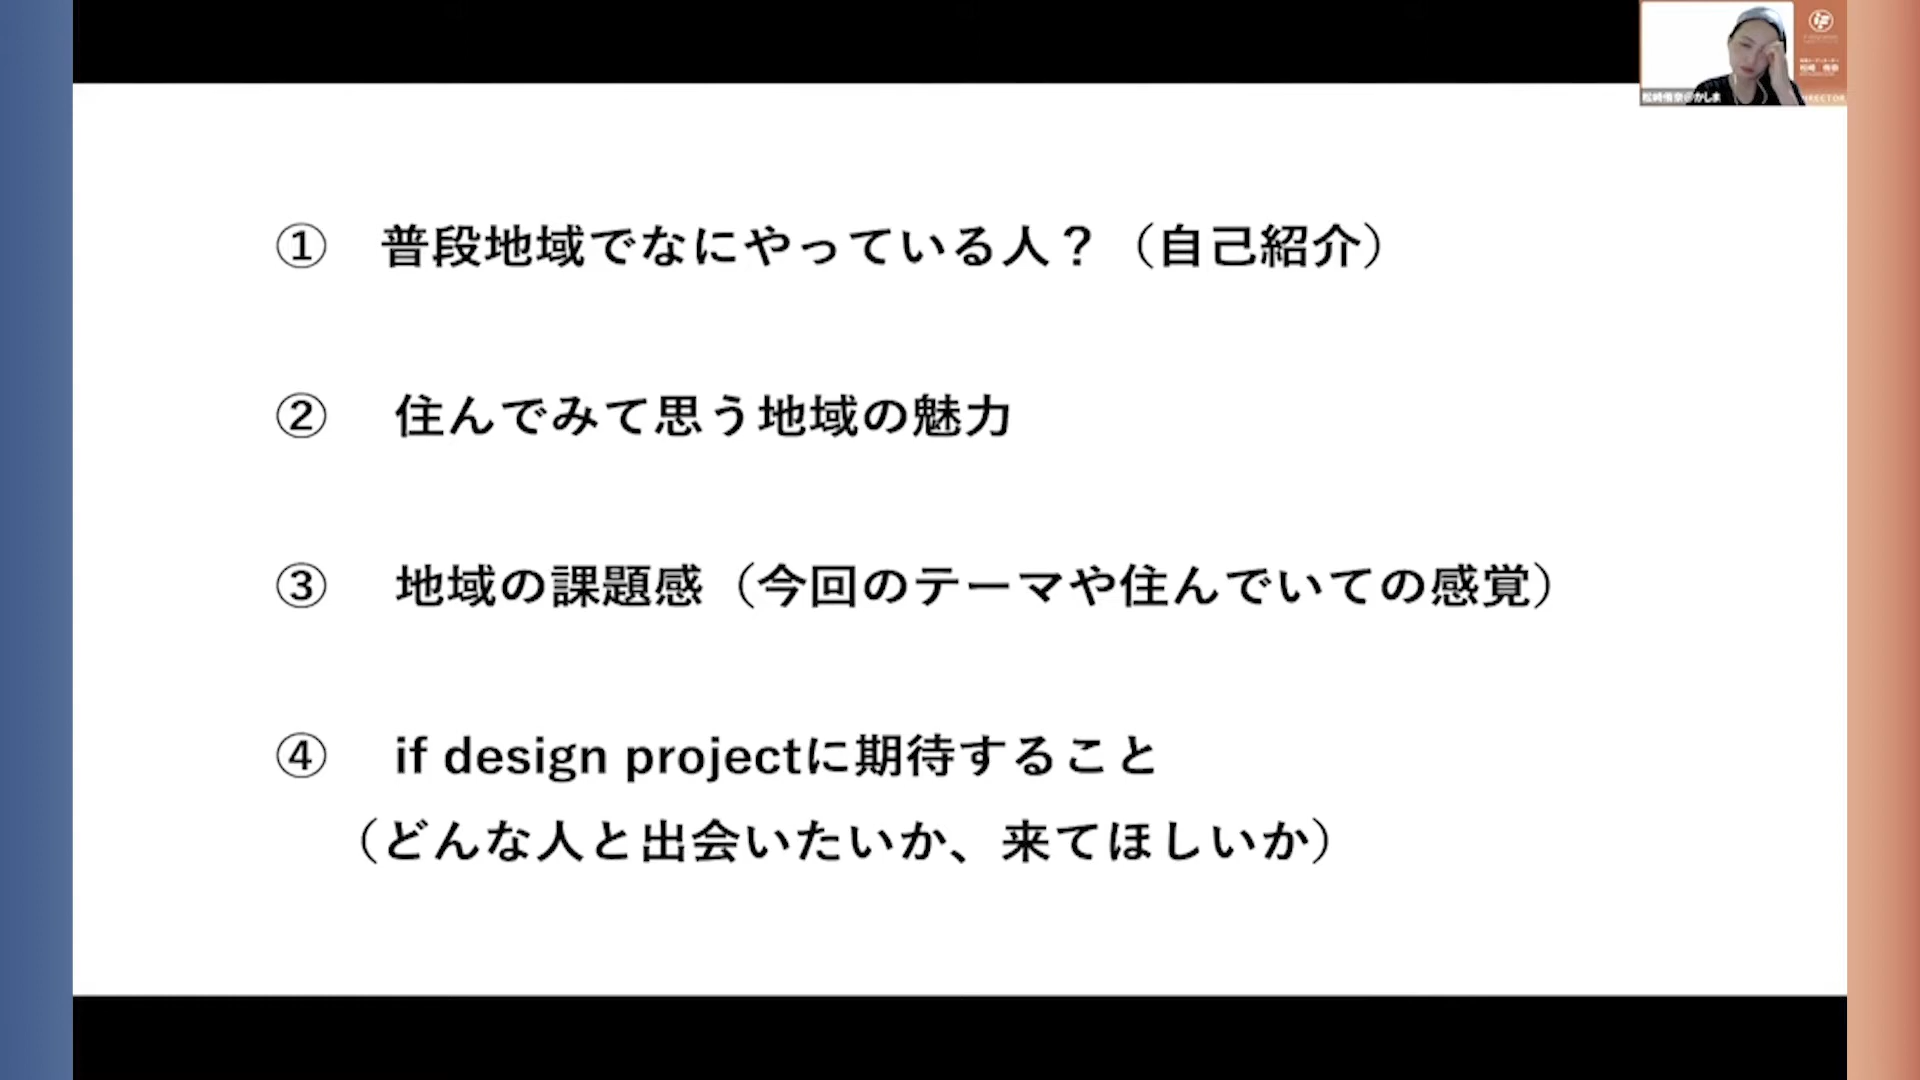 ① 普段地域でなにやっている人？（自己紹介）
② 住んでみて思う地域の魅力
③ 地域の課題感（今回のテーマや住んでいての感覚）
④ if design projectに期待すること
（どんな人と出会いたいか、来てほしいか）
DIRECTOR